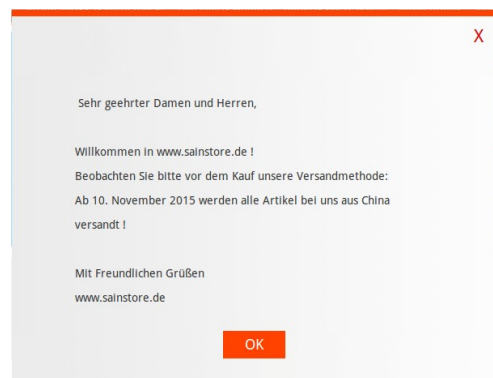 X
Sehr geehrter Damen und Herren,
Willkommen in www.sainstore.de !
Beobachten Sie bitte vor dem Kauf unsere Versandmethode:
Ab 10. November 2015 werden alle Artikel bei uns aus China
versandt !
Mit Freundlichen Grüßen
www.sainstore.de
OK